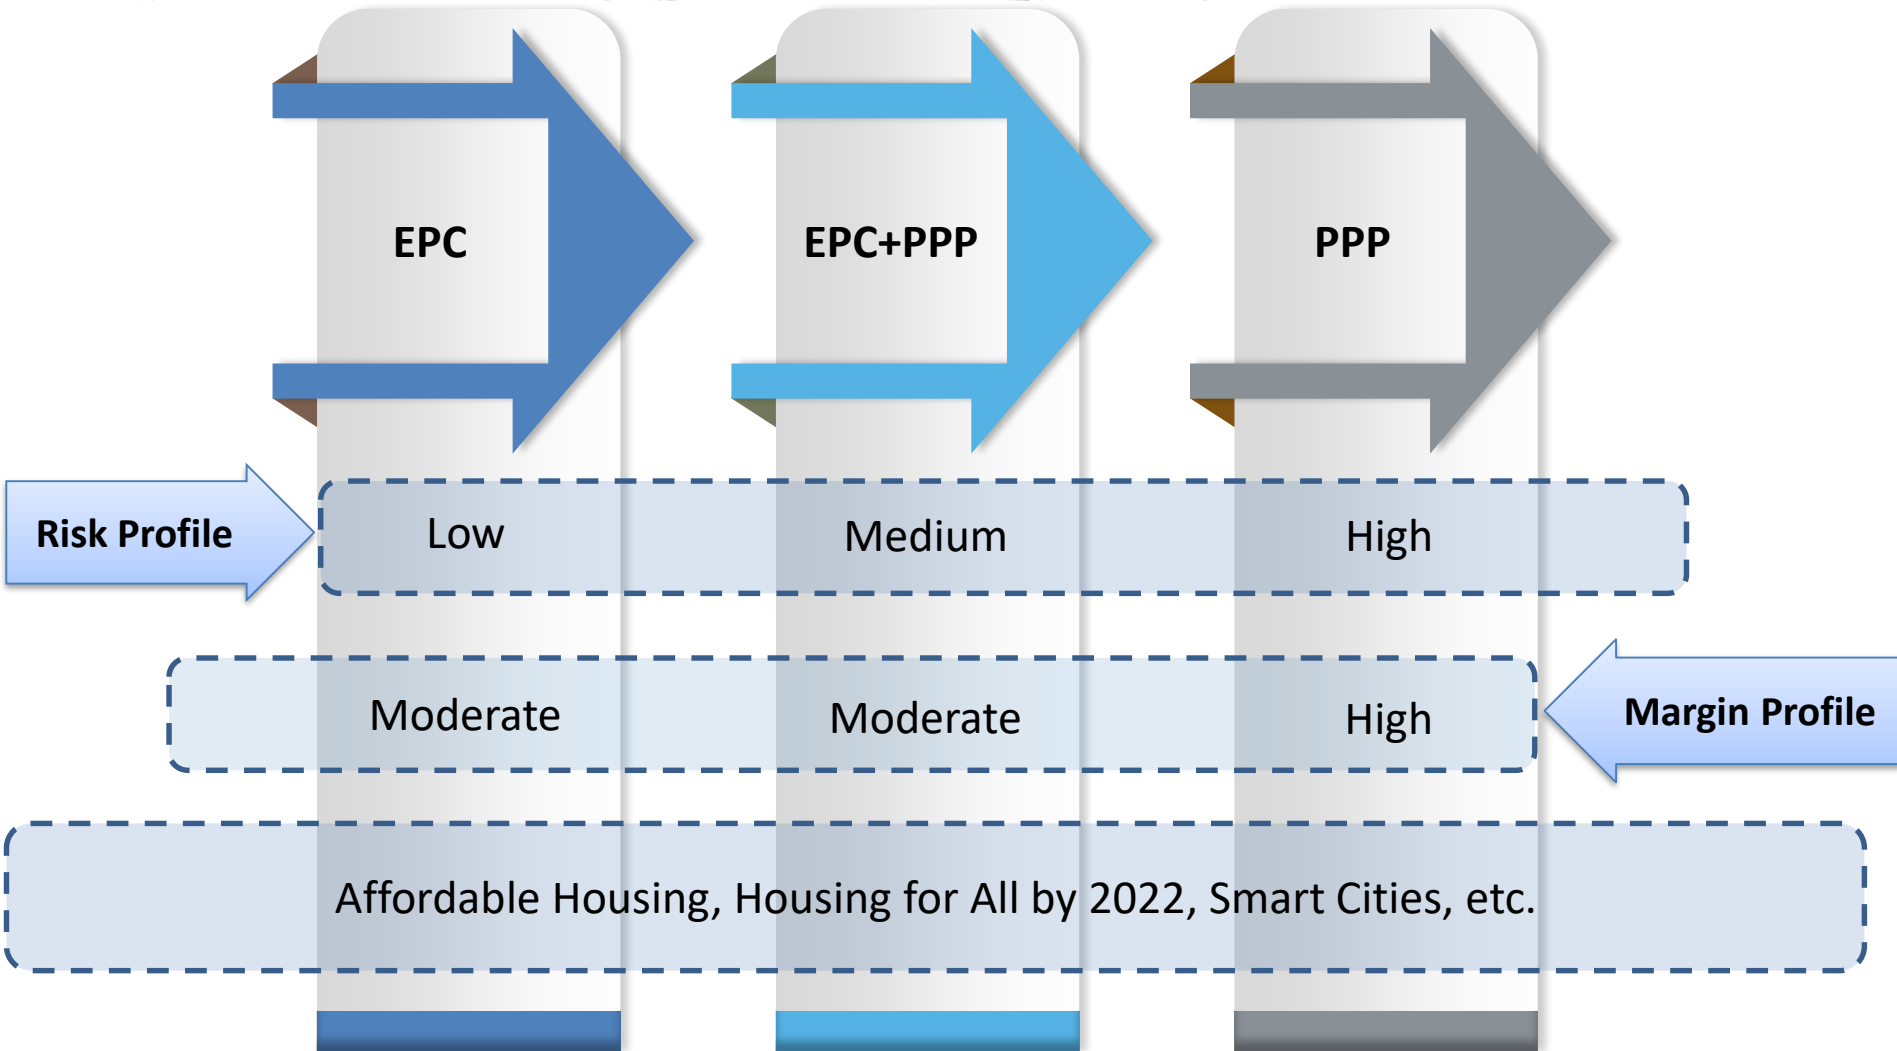 EPC
EPC+PPP
PPP
Risk Profile
Low
Medium
High
Moderate
Moderate
High
Margin Profile
Affordable Housing, Housing for All by 2022, Smart Cities, etc.